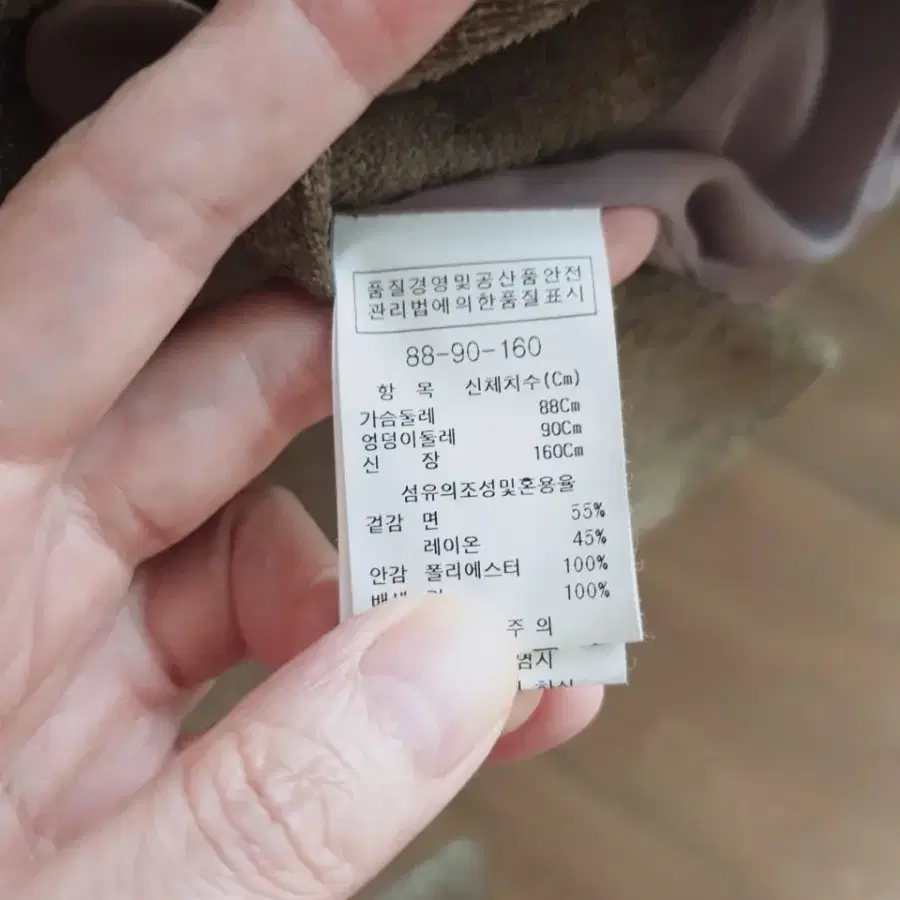 품질경영및공산품안전
관리법에의한품질표시
88-90-160
항 목 신체치수(Cm)
가슴둘레 88Cm
엉덩이둘레 90Cm
신 장 160Cm
섬유의조성및혼용율
겉감 면 55%
레이온 45%
안감 폴리에스터 100%
배색 100%
주 의